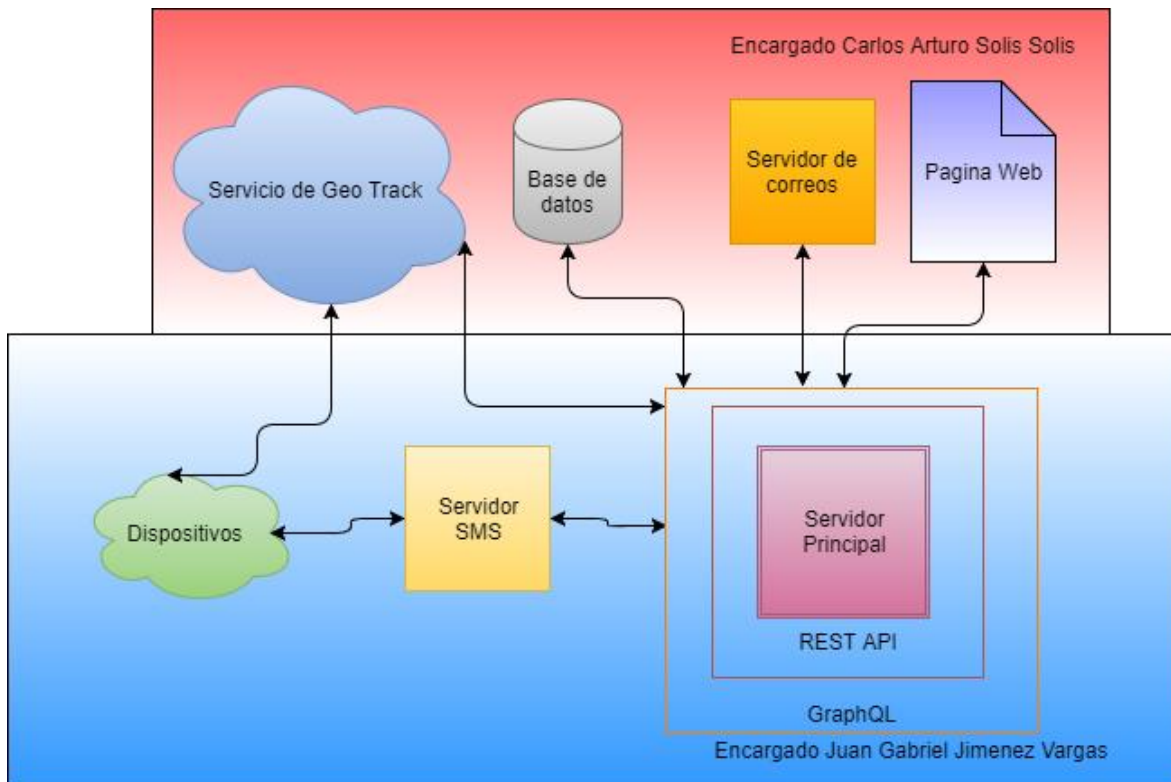 Encargado Carlos Arturo Solis Solis
Servicio de Geo Track
Base de
datos
Servidor de
correos
Pagina Web
Dispositivos
Servidor
SMS
Servidor
Principal
REST API
GraphQL
Encargado Juan Gabriel Jimenez Vargas